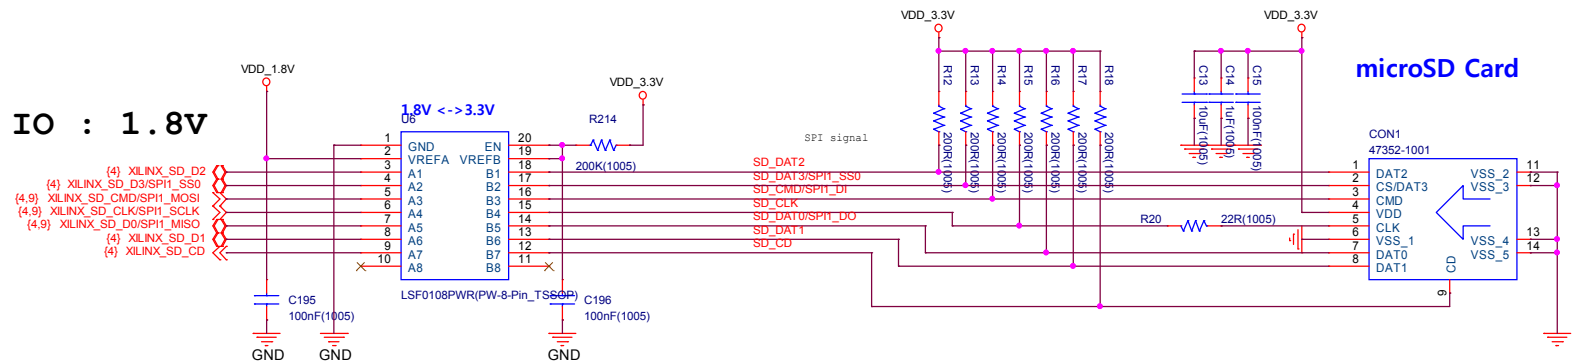 VDD_3.3V
VDD_3.3V
microSD Card
VDD_1.8V
VDD_3.3V
IO : 1.8V
1.8V <->3.3V
U6
R214
200K(1005)
SPI signal
R12
R13
R14
R15
R16
R17
R18
200R(1005)
200R(1005)
200R(1005)
200R(1005)
200R(1005)
200R(1005)
200R(1005)
C13
C14
C15
10uF(1005)
1uF(1005)
100nF(1005)
CON1
47352-1001
1 GND EN 20
2 VREFA VREFB 19
{4} XILINX_SD_D2 3 A1 B1 18 SD_DAT2
{4} XILINX_SD_D3/SPI1_SS0 4 A2 B2 17 SD_DAT3/SPI1_SS0
{4,9} XILINX_SD_CMD/SPI1_MOSI 5 A3 B3 16 SD_CMD/SPI1_DI
{4,9} XILINX_SD_CLK/SPI1_SCLK 6 A4 B4 15 SD_CLK
{4,9} XILINX_SD_D0/SPI1_MISO 7 A5 B5 14 SD_DAT0/SPI1_DO
{4} XILINX_SD_D1 8 A6 B6 13 SD_DAT1
{4} XILINX_SD_CD 9 A7 B7 12 SD_CD
10 A8 B8 11
LSF0108PWR(PW-8-Pin_TSSOP)
R20 22R(1005)
1 DAT2 VSS_2 11
2 CS/DAT3 VSS_3 12
3 CMD
4 VDD
5 CLK
6 VSS_1 VSS_4 13
7 DAT0 VSS_5 14
8 DAT1
CD
9
C195
100nF(1005)
C196
100nF(1005)
GND
GND
GND